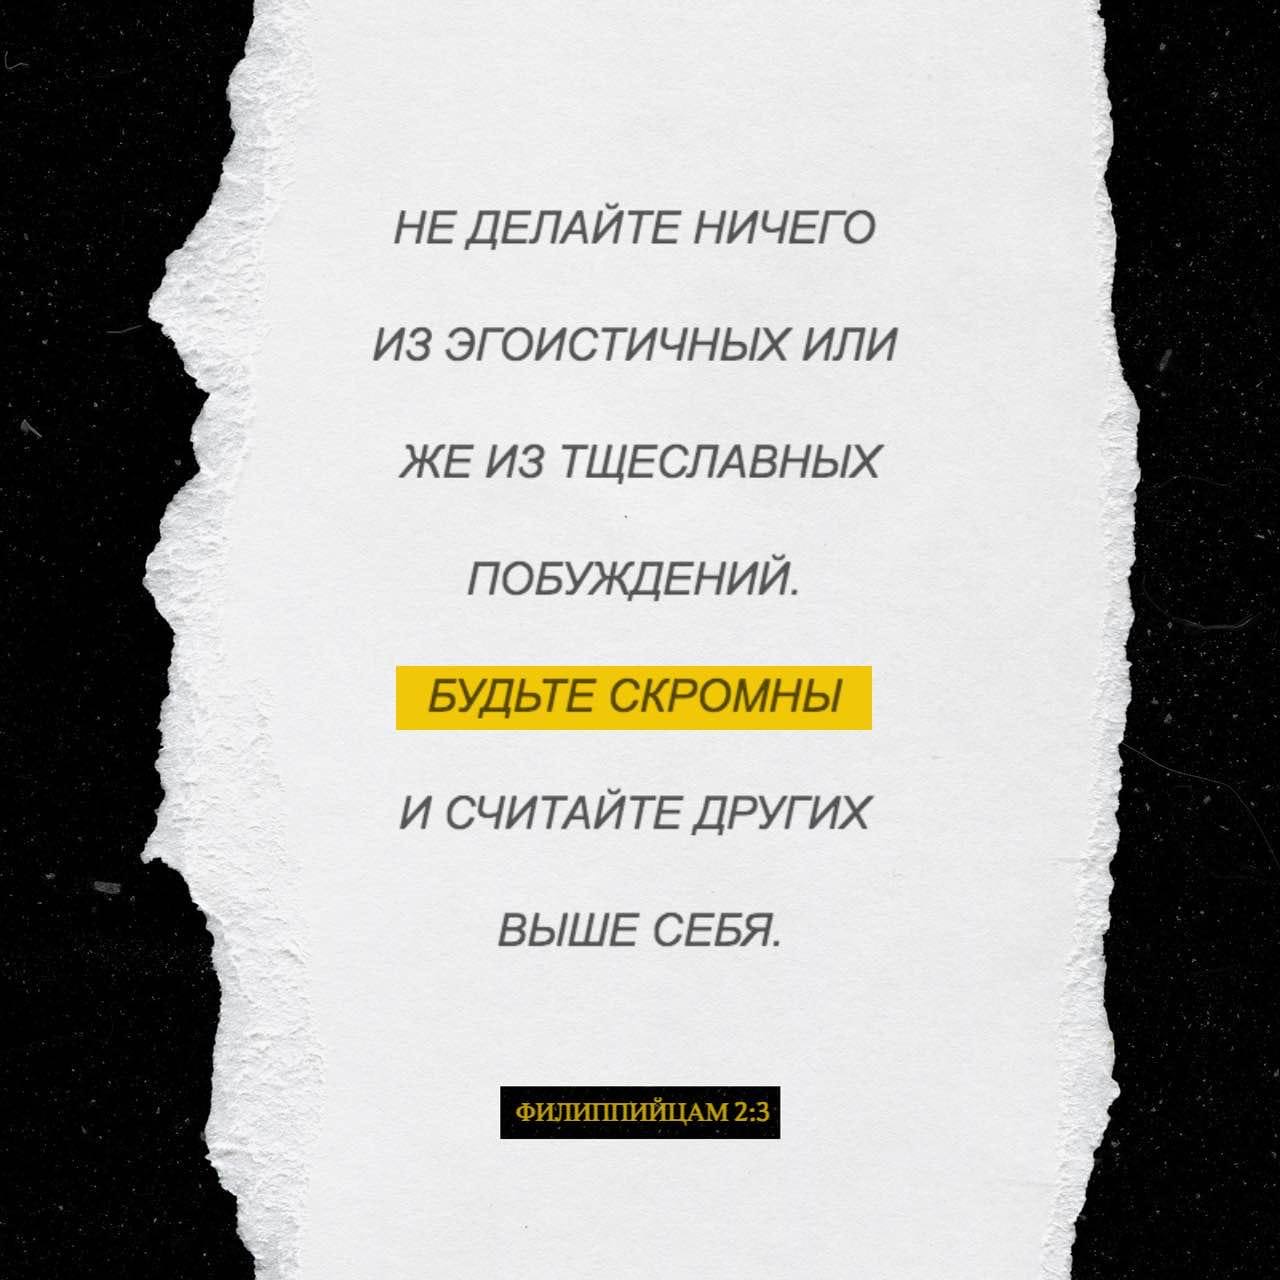 НЕ ДЕЛАЙТЕ НИЧЕГО
ИЗ ЭГОИСТИЧНЫХ ИЛИ
ЖЕ ИЗ ТЩЕСЛАВНЫХ
ПОБУЖДЕНИЙ.
БУДЬТЕ СКРОМНЫ
И СЧИТАЙТЕ ДРУГИХ
ВЫШЕ СЕБЯ.
ФИЛИППИЙЦАМ 2:3